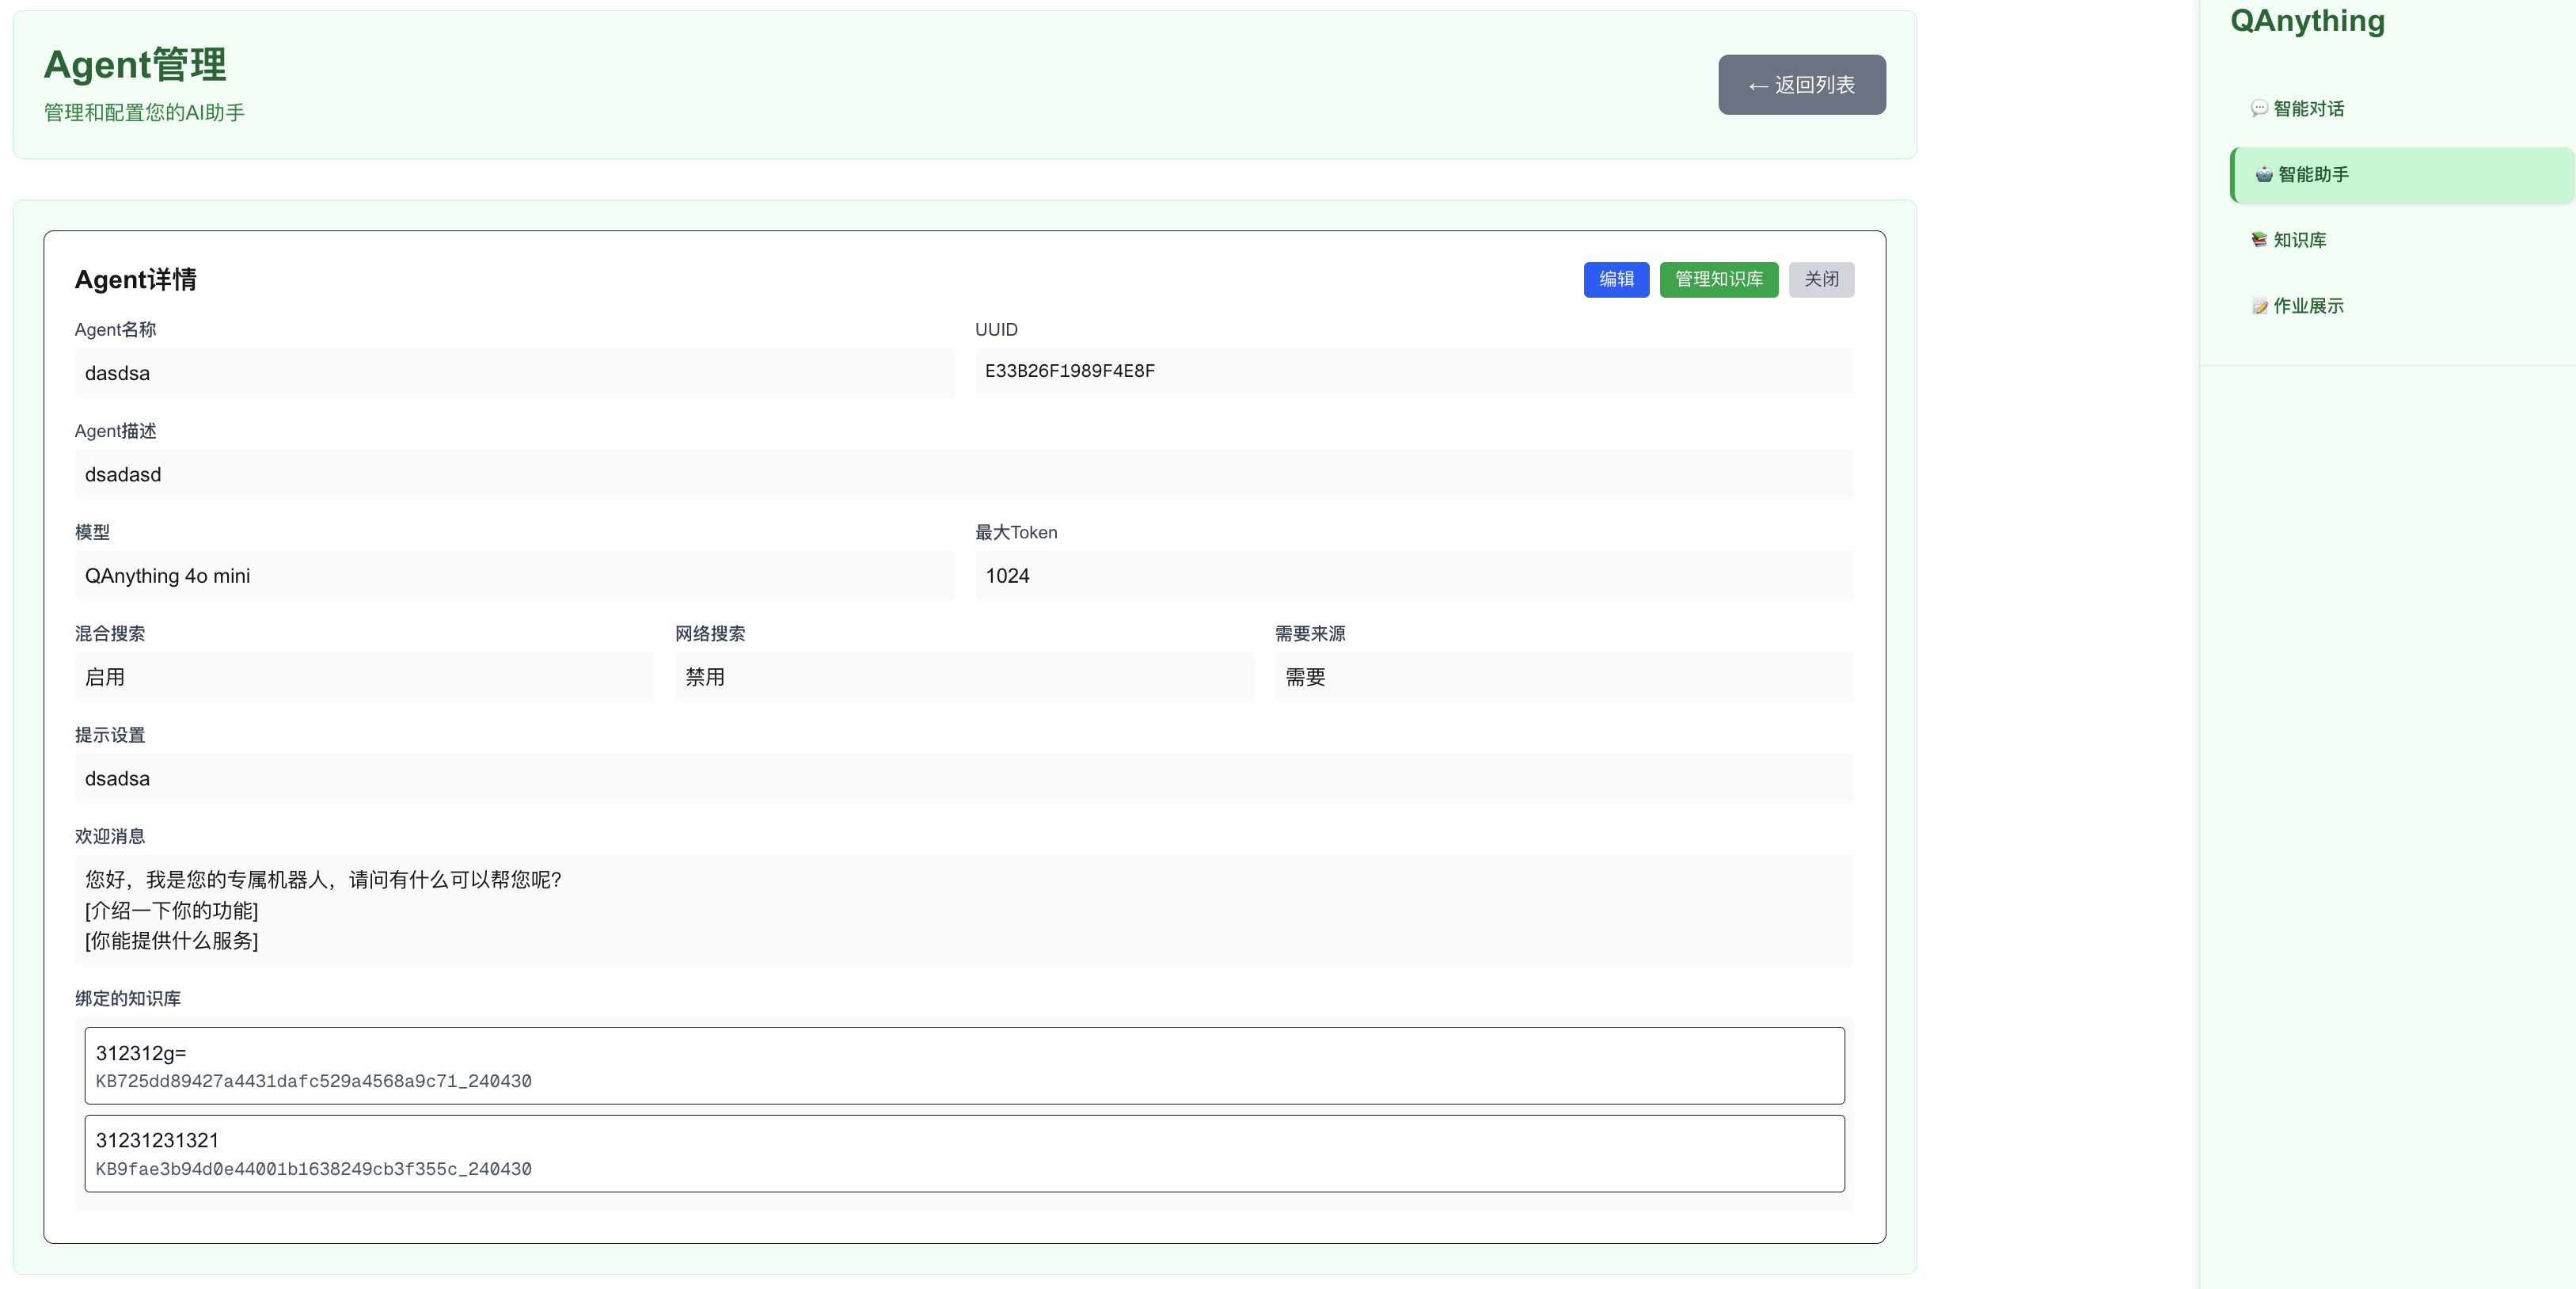 Agent管理
管理和配置您的AI助手
← 返回列表
Agent详情
编辑
管理知识库
关闭
Agent名称
UUID
dasdsa
E33B26F1989F4E8F
Agent描述
dsadasd
模型
最大Token
QAnything 4o mini
1024
混合搜索
网络搜索
需要来源
启用
禁用
需要
提示设置
dsadsa
欢迎消息
您好，我是您的专属机器人，请问有什么可以帮您呢？
[介绍一下你的功能]
[你能提供什么服务]
绑定的知识库
312312g=
KB725dd89427a4431dafc529a4568a9c71_240430
31231231321
KB9fae3b94d0e44001b1638249cb3f355c_240430
QAnything
智能对话
智能助手
知识库
作业展示